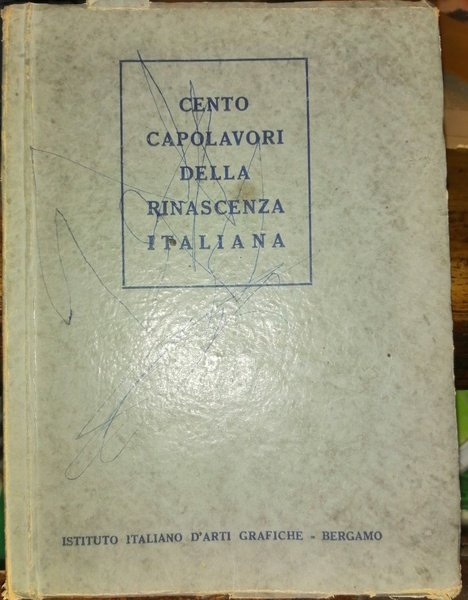 CENTO
CAPOLAVORI
DELLA
RINASCENZA
ITALIANA
ISTITUTO ITALIANO D'ARTI GRAFICHE - BERGAMO